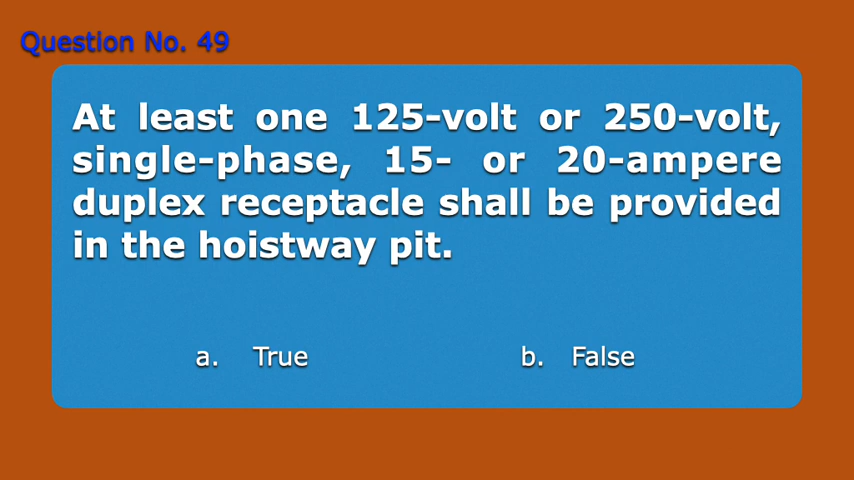 Question No. 49
At least one 125-volt or 250-volt,
single-phase, 15- or 20-ampere
duplex receptacle shall be provided
in the hoistway pit.
a. True b. False